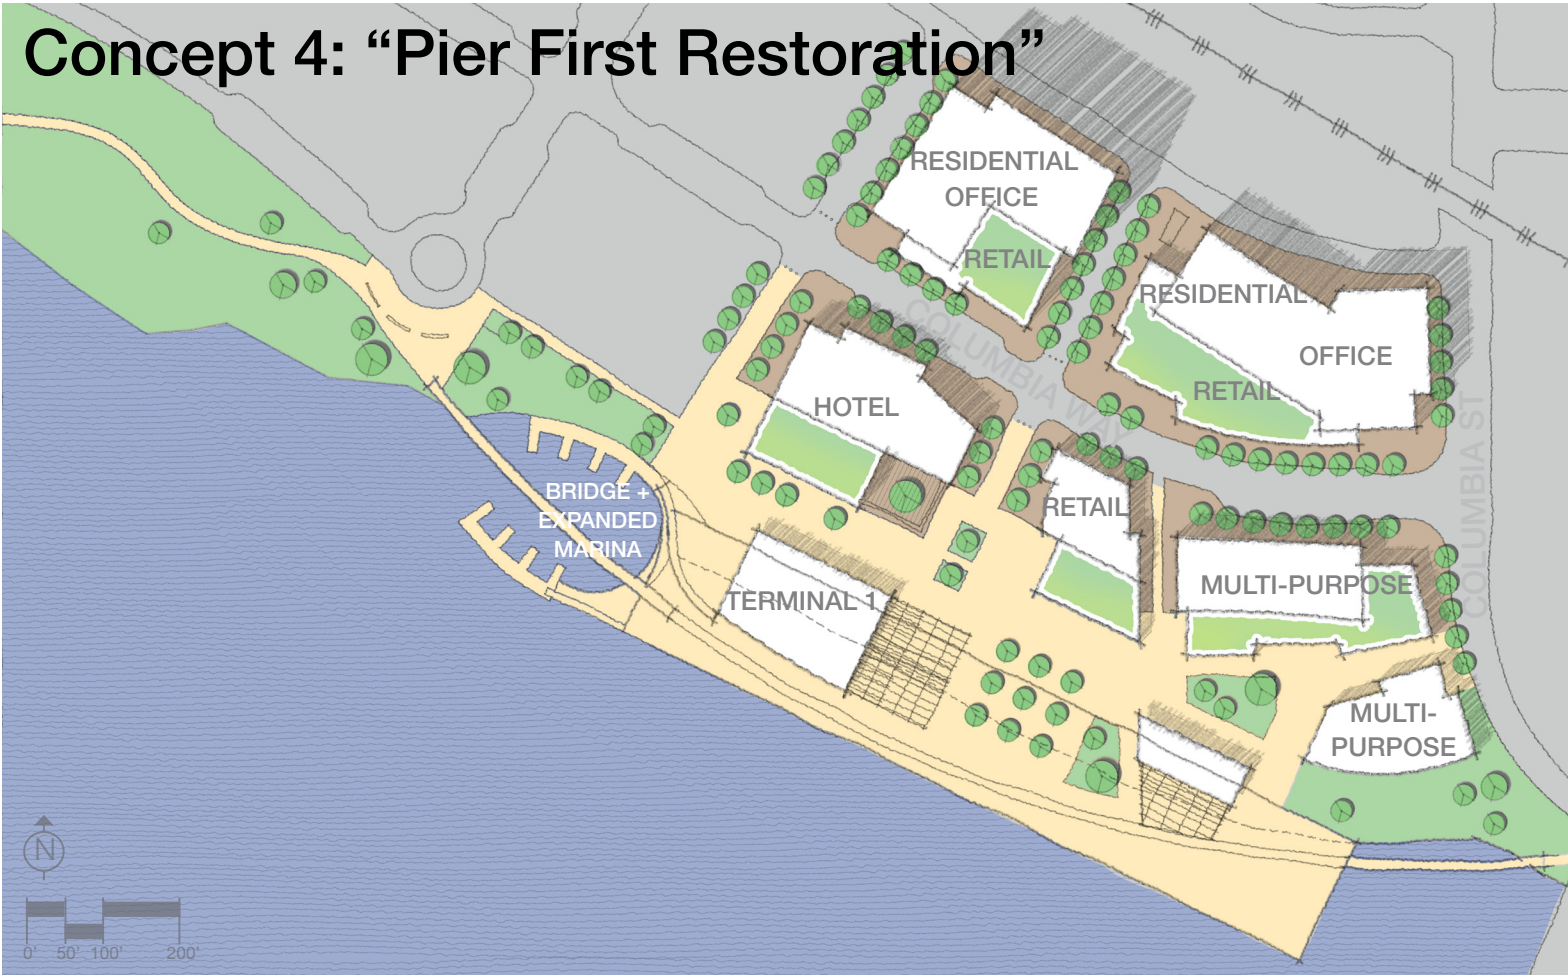 Concept 4: “Pier First Restoration”
RESIDENTIAL
OFFICE
RETAIL
RESIDENTIAL
OFFICE
RETAIL
COLUMBIA WAY
COLUMBIA ST
HOTEL
RETAIL
BRIDGE +
EXPANDED
MARINA
TERMINAL 1
MULTI-PURPOSE
MULTI-
PURPOSE
N
0' 50' 100' 200'